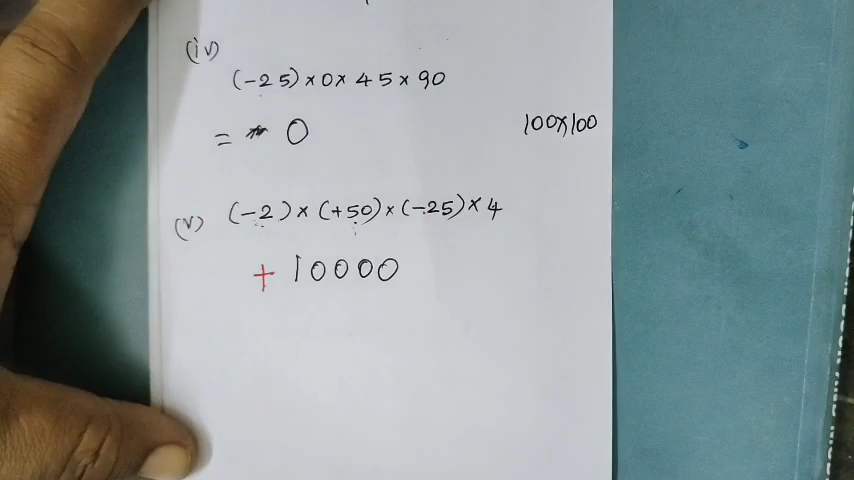 (iv)
(-25) × 0 × 45 × 90
= 0
100×100
(v) (-2) × (+50) × (-25) × 4
+ 10000